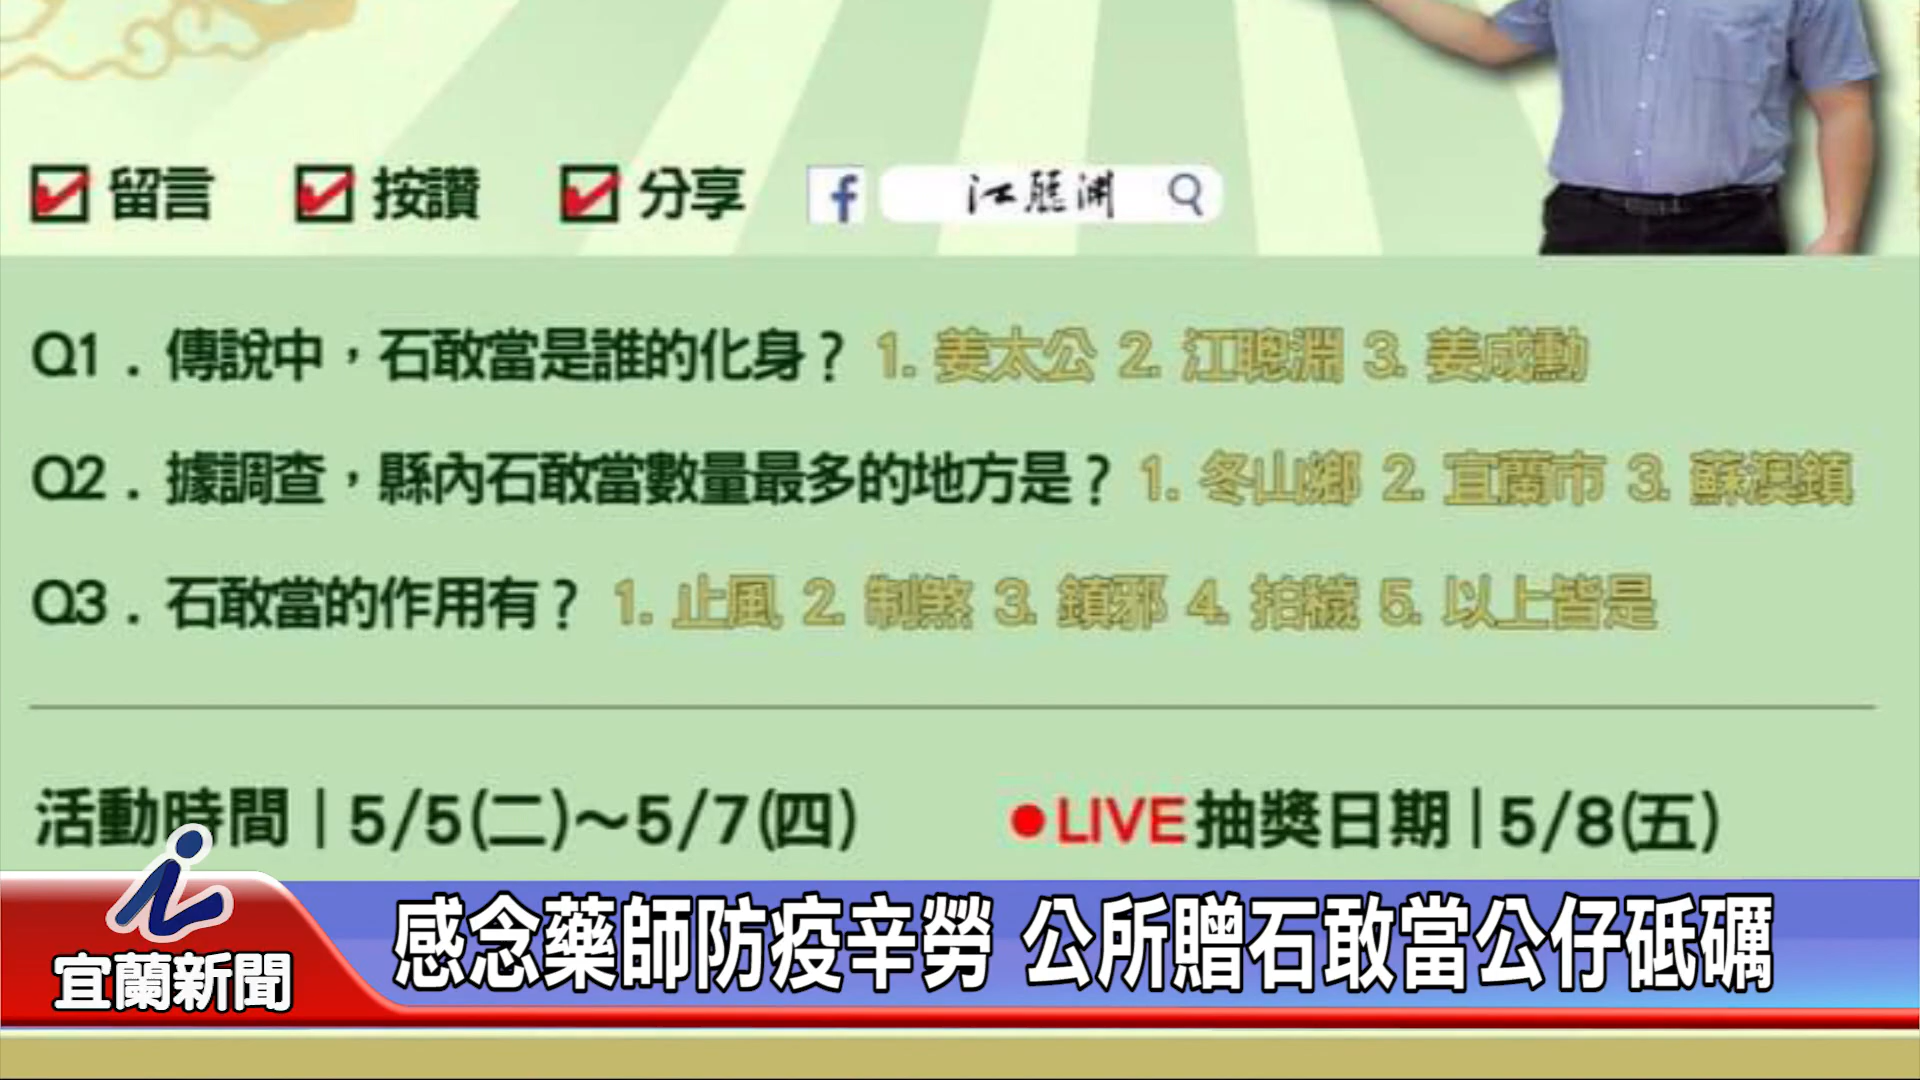 留言 按讚 分享 f 江聰淵
Q1．傳說中，石敢當是誰的化身？ 1. 姜太公 2. 江聰淵 3. 姜成勳
Q2．據調查，縣內石敢當數量最多的地方是？ 1. 冬山鄉 2. 宜蘭市 3. 蘇澳鎮
Q3．石敢當的作用有？ 1. 止風 2. 制煞 3. 鎮邪 4. 拍穢 5. 以上皆是
活動時間｜5/5(二)～5/7(四) ●LIVE抽獎日期｜5/8(五)
感念藥師防疫辛勞 公所贈石敢當公仔砥礪
宜蘭新聞